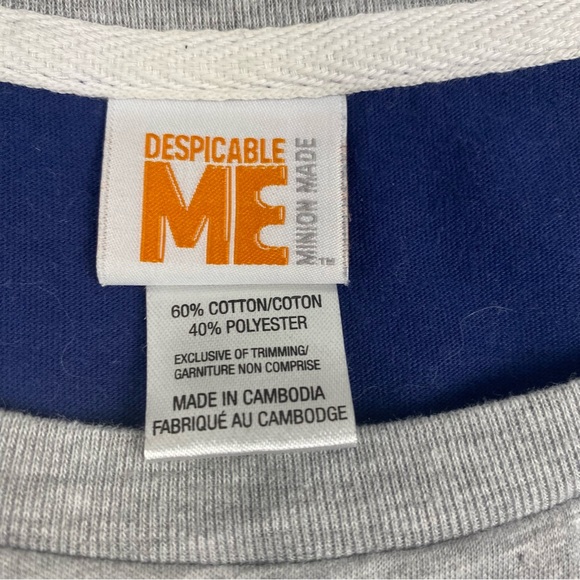 DESPICABLE
ME
MINION MADE
™
60% COTTON/COTON
40% POLYESTER
EXCLUSIVE OF TRIMMING/
GARNITURE NON COMPRISE
MADE IN CAMBODIA
FABRIQUÉ AU CAMBODGE